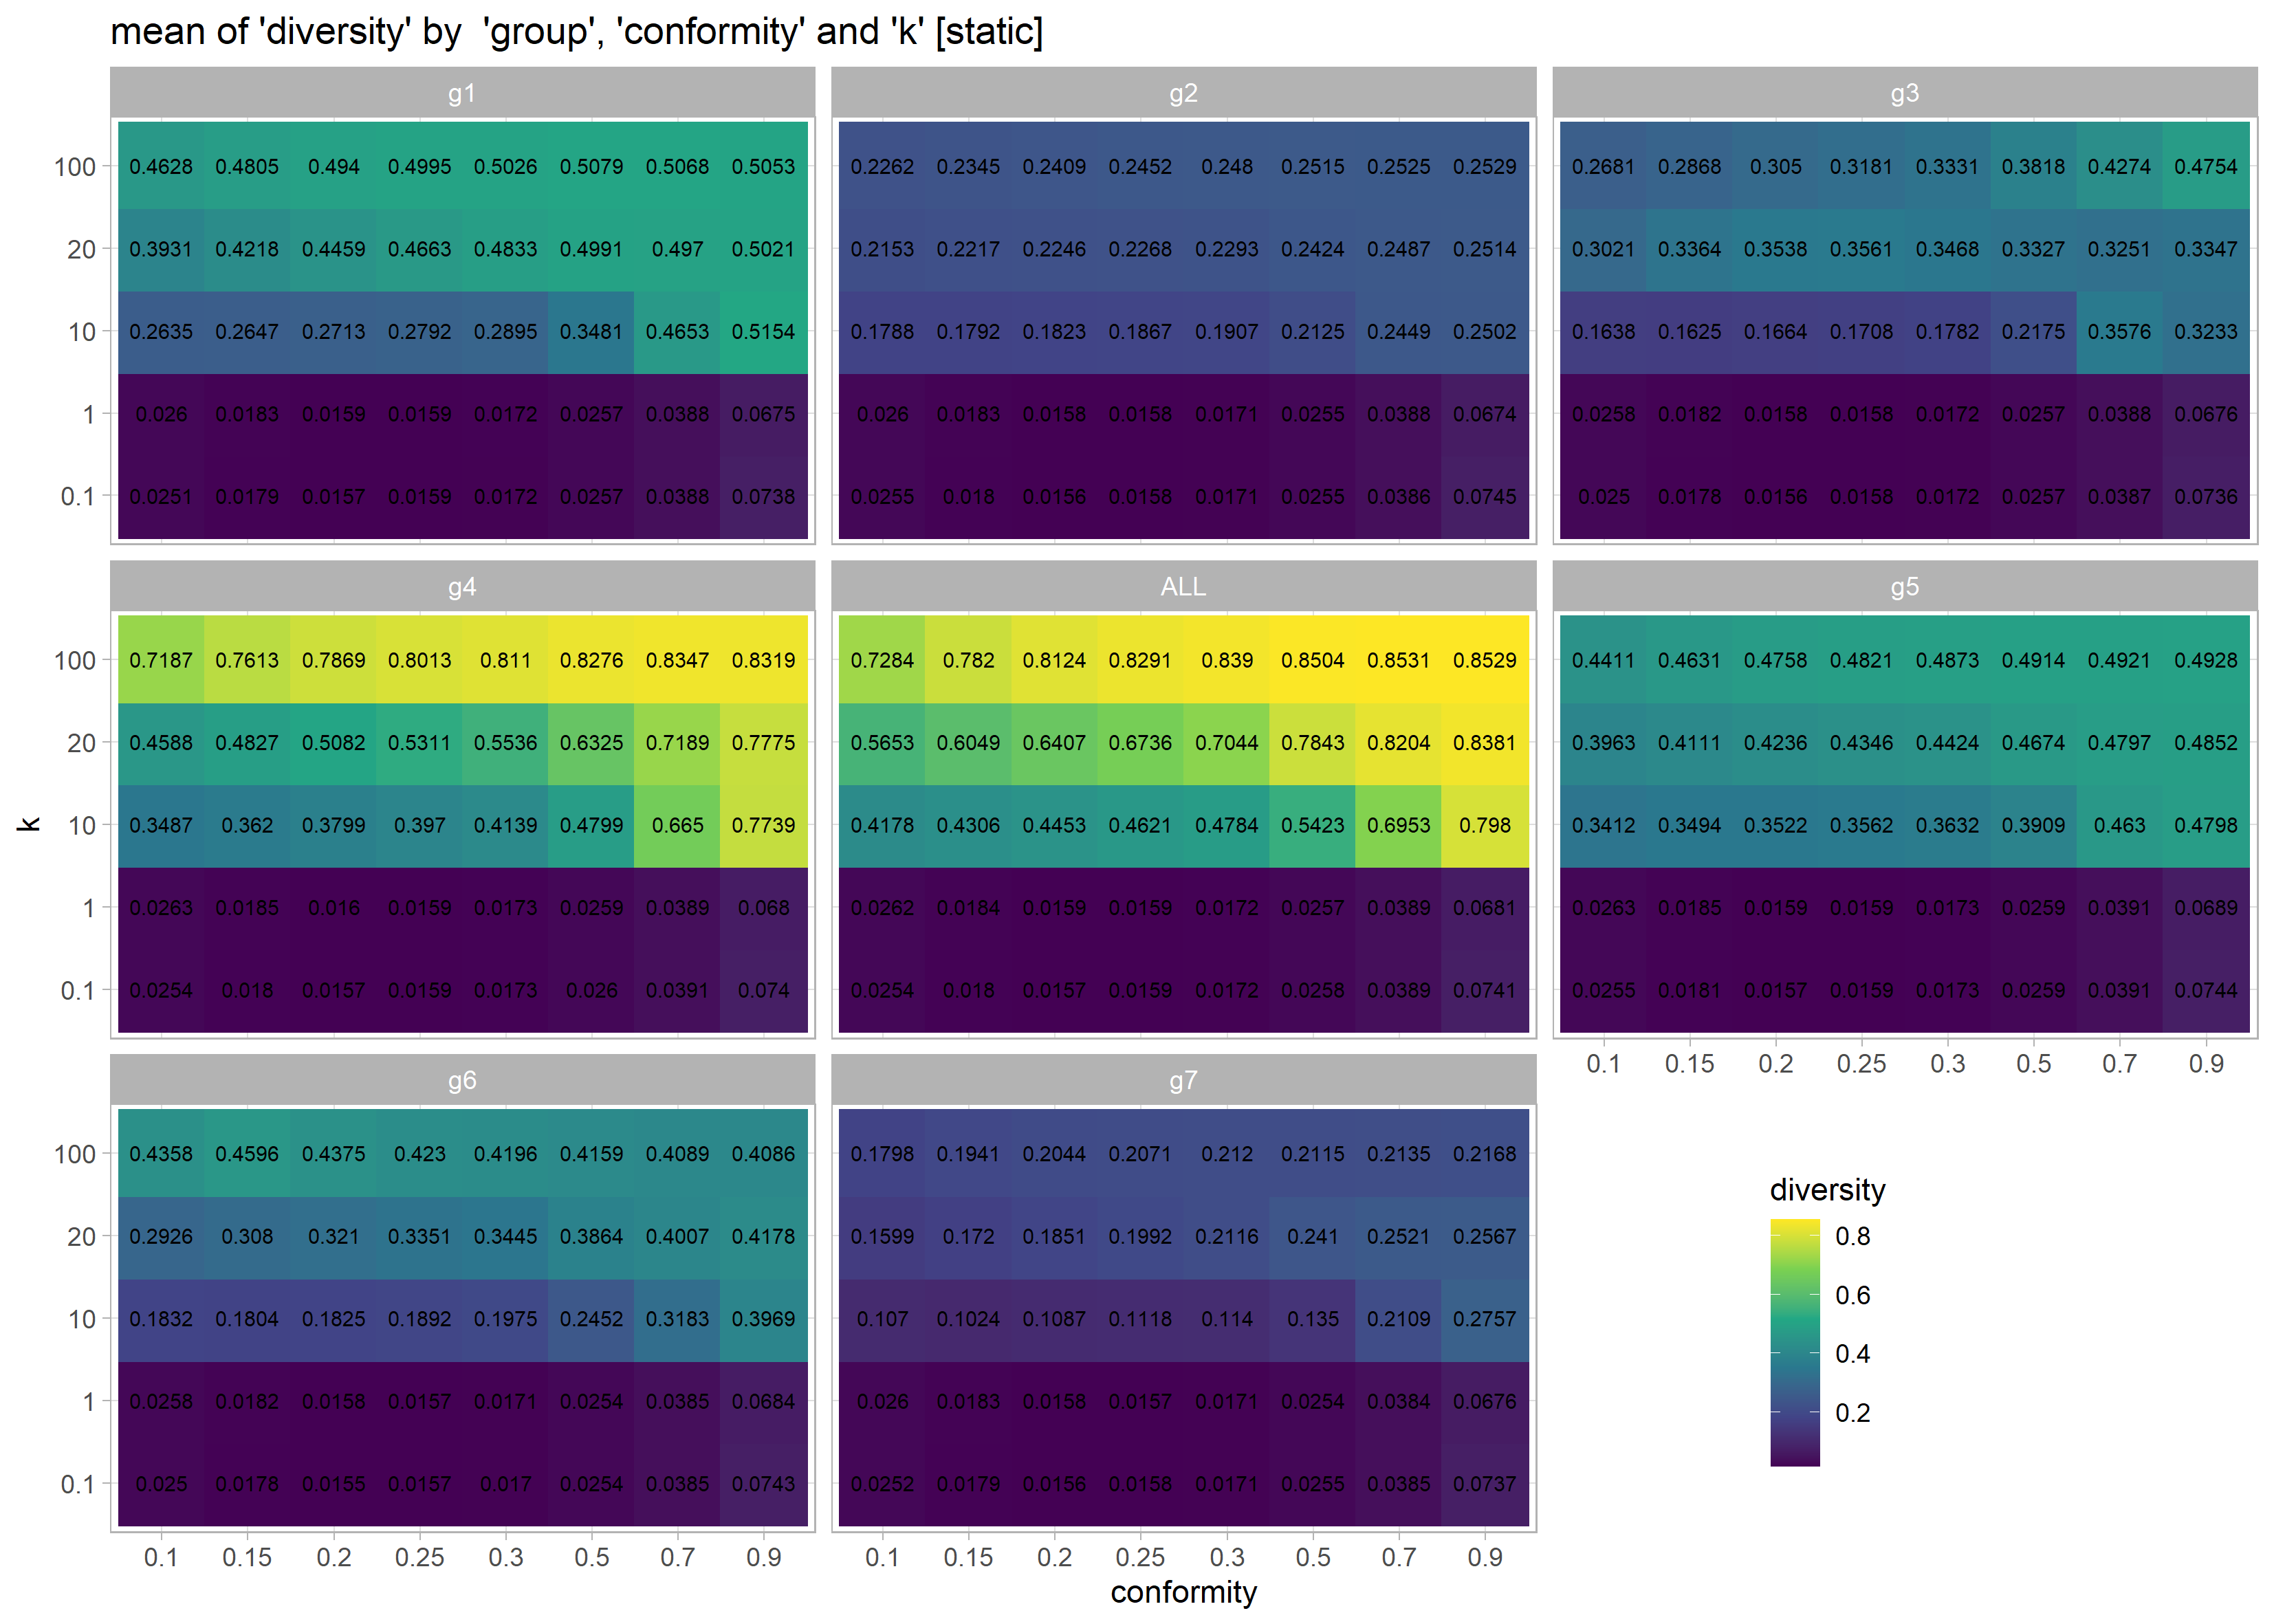 mean of 'diversity' by  'group', 'conformity' and 'k' [static]
g1 g2 g3
100 0.4628 0.4805 0.494 0.4995 0.5026 0.5079 0.5068 0.5053 0.2262 0.2345 0.2409 0.2452 0.248 0.2515 0.2525 0.2529 0.2681 0.2868 0.305 0.3181 0.3331 0.3818 0.4274 0.4754
20 0.3931 0.4218 0.4459 0.4663 0.4833 0.4991 0.497 0.5021 0.2153 0.2217 0.2246 0.2268 0.2293 0.2424 0.2487 0.2514 0.3021 0.3364 0.3538 0.3561 0.3468 0.3327 0.3251 0.3347
10 0.2635 0.2647 0.2713 0.2792 0.2895 0.3481 0.4653 0.5154 0.1788 0.1792 0.1823 0.1867 0.1907 0.2125 0.2449 0.2502 0.1638 0.1625 0.1664 0.1708 0.1782 0.2175 0.3576 0.3233
1 0.026 0.0183 0.0159 0.0159 0.0172 0.0257 0.0388 0.0675 0.026 0.0183 0.0158 0.0158 0.0171 0.0255 0.0388 0.0674 0.0258 0.0182 0.0158 0.0158 0.0172 0.0257 0.0388 0.0676
0.1 0.0251 0.0179 0.0157 0.0159 0.0172 0.0257 0.0388 0.0738 0.0255 0.018 0.0156 0.0158 0.0171 0.0255 0.0386 0.0745 0.025 0.0178 0.0156 0.0158 0.0172 0.0257 0.0387 0.0736
g4 ALL g5
100 0.7187 0.7613 0.7869 0.8013 0.811 0.8276 0.8347 0.8319 0.7284 0.782 0.8124 0.8291 0.839 0.8504 0.8531 0.8529 0.4411 0.4631 0.4758 0.4821 0.4873 0.4914 0.4921 0.4928
20 0.4588 0.4827 0.5082 0.5311 0.5536 0.6325 0.7189 0.7775 0.5653 0.6049 0.6407 0.6736 0.7044 0.7843 0.8204 0.8381 0.3963 0.4111 0.4236 0.4346 0.4424 0.4674 0.4797 0.4852
k
10 0.3487 0.362 0.3799 0.397 0.4139 0.4799 0.665 0.7739 0.4178 0.4306 0.4453 0.4621 0.4784 0.5423 0.6953 0.798 0.3412 0.3494 0.3522 0.3562 0.3632 0.3909 0.463 0.4798
1 0.0263 0.0185 0.016 0.0159 0.0173 0.0259 0.0389 0.068 0.0262 0.0184 0.0159 0.0159 0.0172 0.0257 0.0389 0.0681 0.0263 0.0185 0.0159 0.0159 0.0173 0.0259 0.0391 0.0689
0.1 0.0254 0.018 0.0157 0.0159 0.0173 0.026 0.0391 0.074 0.0254 0.018 0.0157 0.0159 0.0172 0.0258 0.0389 0.0741 0.0255 0.0181 0.0157 0.0159 0.0173 0.0259 0.0391 0.0744
0.1 0.15 0.2 0.25 0.3 0.5 0.7 0.9
g6 g7
100 0.4358 0.4596 0.4375 0.423 0.4196 0.4159 0.4089 0.4086 0.1798 0.1941 0.2044 0.2071 0.212 0.2115 0.2135 0.2168
20 0.2926 0.308 0.321 0.3351 0.3445 0.3864 0.4007 0.4178 0.1599 0.172 0.1851 0.1992 0.2116 0.241 0.2521 0.2567
10 0.1832 0.1804 0.1825 0.1892 0.1975 0.2452 0.3183 0.3969 0.107 0.1024 0.1087 0.1118 0.114 0.135 0.2109 0.2757
1 0.0258 0.0182 0.0158 0.0157 0.0171 0.0254 0.0385 0.0684 0.026 0.0183 0.0158 0.0157 0.0171 0.0254 0.0384 0.0676
0.1 0.025 0.0178 0.0155 0.0157 0.017 0.0254 0.0385 0.0743 0.0252 0.0179 0.0156 0.0158 0.0171 0.0255 0.0385 0.0737
0.1 0.15 0.2 0.25 0.3 0.5 0.7 0.9 0.1 0.15 0.2 0.25 0.3 0.5 0.7 0.9
conformity
diversity
0.8
0.6
0.4
0.2